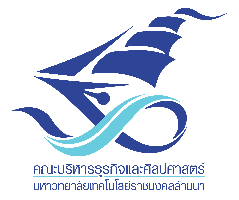 คณะบริหารธุรกิจและศิลปศาสตร์
มหาวิทยาลัยเทคโนโลยีราชมงคลล้านนา